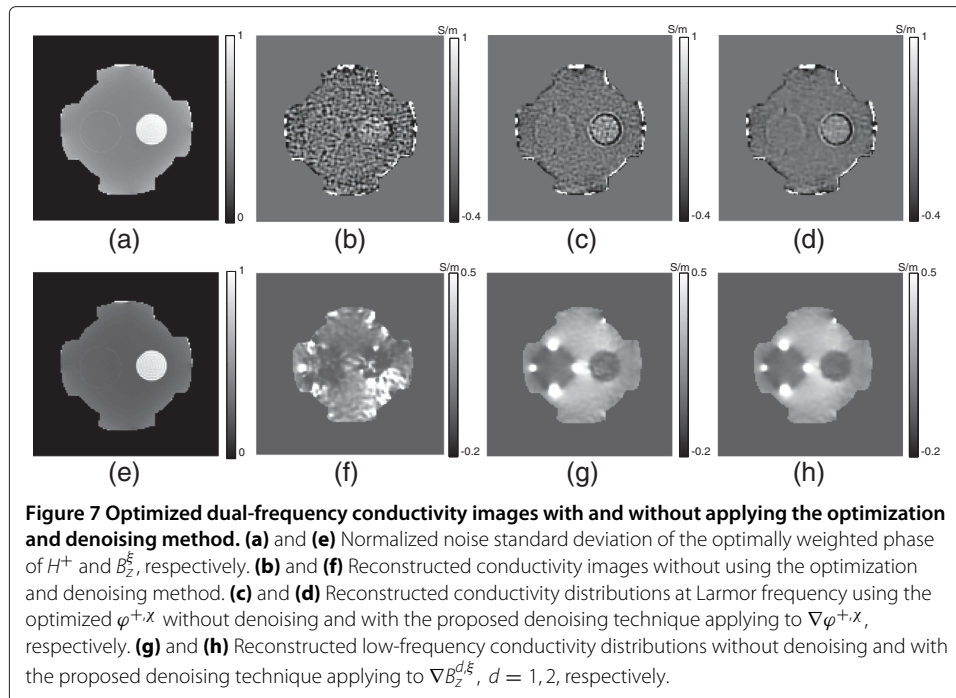 1
0
(a)
S/m
1
-0.4
(b)
S/m
1
-0.4
(c)
S/m
1
-0.4
(d)
1
0
(e)
S/m
0.5
-0.2
(f)
S/m
0.5
-0.2
(g)
S/m
0.5
-0.2
(h)
Figure 7 Optimized dual-frequency conductivity images with and without applying the optimization
and denoising method. (a) and (e) Normalized noise standard deviation of the optimally weighted phase
of H⁺ and B_z^ξ, respectively. (b) and (f) Reconstructed conductivity images without using the optimization
and denoising method. (c) and (d) Reconstructed conductivity distributions at Larmor frequency using the
optimized φ^{+,χ} without denoising and with the proposed denoising technique applying to ∇φ^{+,χ},
respectively. (g) and (h) Reconstructed low-frequency conductivity distributions without denoising and with
the proposed denoising technique applying to ∇B_z^{d,ξ}, d = 1, 2, respectively.